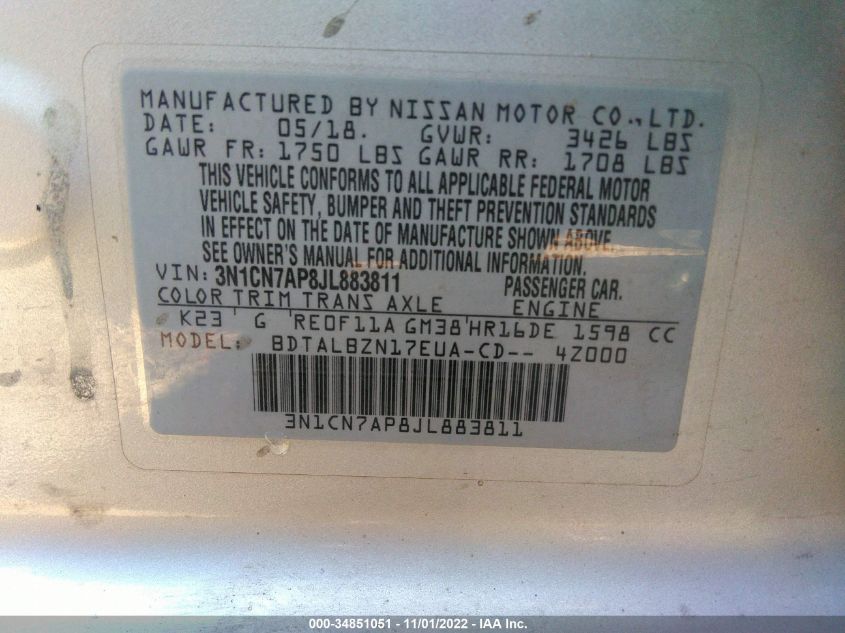 MANUFACTURED BY NISSAN MOTOR CO., LTD.
DATE: 05/18. GVWR: 3426 LBS
GAWR FR: 1750 LBS GAWR RR: 1708 LBS
THIS VEHICLE CONFORMS TO ALL APPLICABLE FEDERAL MOTOR
VEHICLE SAFETY, BUMPER AND THEFT PREVENTION STANDARDS
IN EFFECT ON THE DATE OF MANUFACTURE SHOWN ABOVE.
SEE OWNER'S MANUAL FOR ADDITIONAL INFORMATION.
VIN: 3N1CN7AP8JL883811 PASSENGER CAR.
COLOR TRIM TRANS AXLE ENGINE
K23 G RE0F11A GM38 HR16DE 1598 CC
MODEL: BDTALBZN17EUA-CD-- 4Z000
3N1CN7AP8JL883811
000-34851051 - 11/01/2022 - IAA Inc.